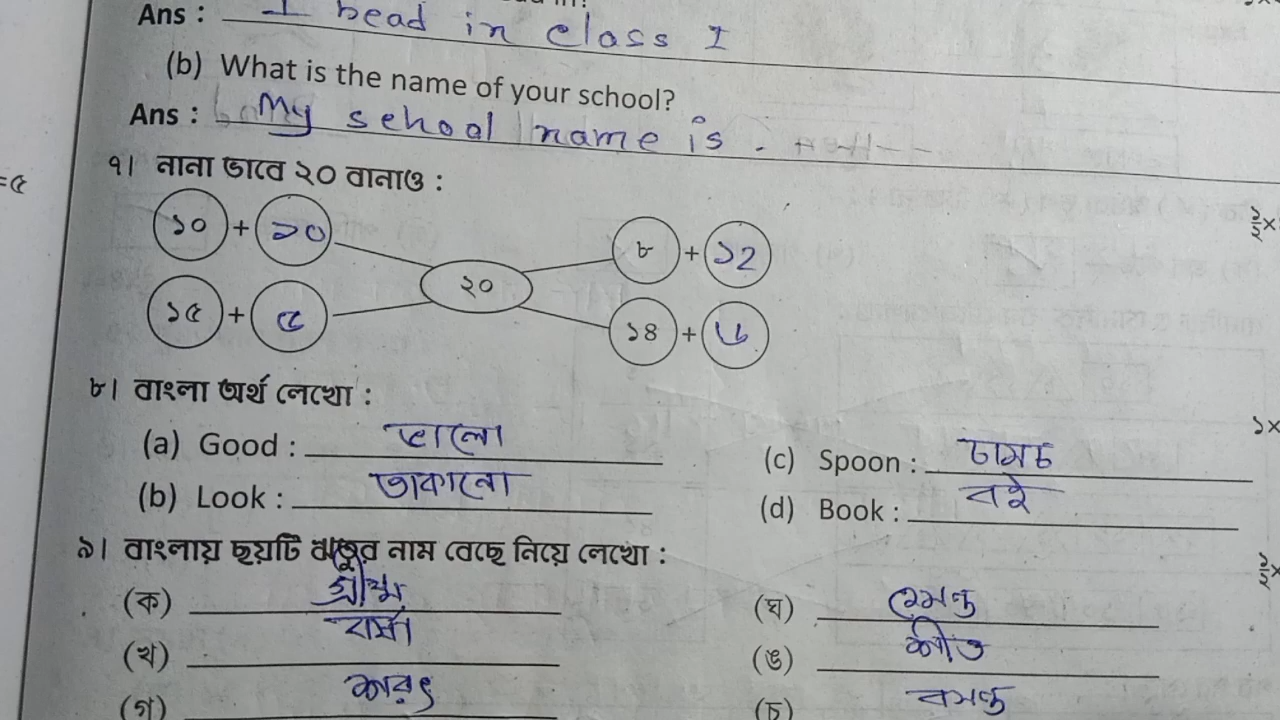 Ans : I bead in class I
(b) What is the name of your school?
Ans : My school name is .
৭। নানা ভাবে ২০ বানাও :
১০ + ১০ ৮ + ১২
২০
১৫ + ৫ ১৪ + ৬
৮। বাংলা অর্থ লেখো :
(a) Good : ভালো (c) Spoon : চামচ
(b) Look : তাকানো (d) Book : বই
৯। বাংলায় ছয়টি ঋতুর নাম বেছে নিয়ে লেখো :
(ক) গ্রীষ্ম (ঘ) হেমন্ত
(খ) বর্ষা (ঙ) শীত
(গ) শরৎ (চ) বসন্ত